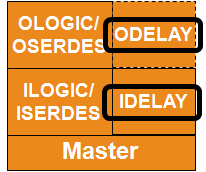 OLOGIC/
OSERDES
ODELAY
ILOGIC/
ISERDES
IDELAY
Master